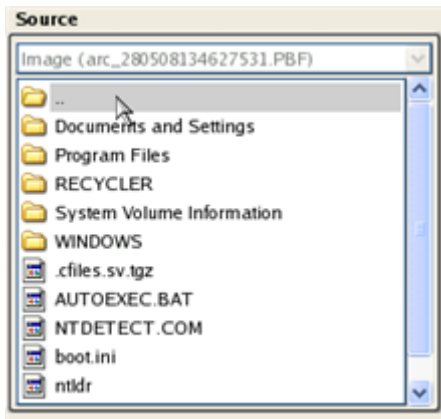 Source
Image (arc_280508134627531.PBF)
..
Documents and Settings
Program Files
RECYCLER
System Volume Information
WINDOWS
.cfiles.sv.tgz
AUTOEXEC.BAT
NTDETECT.COM
boot.ini
ntldr